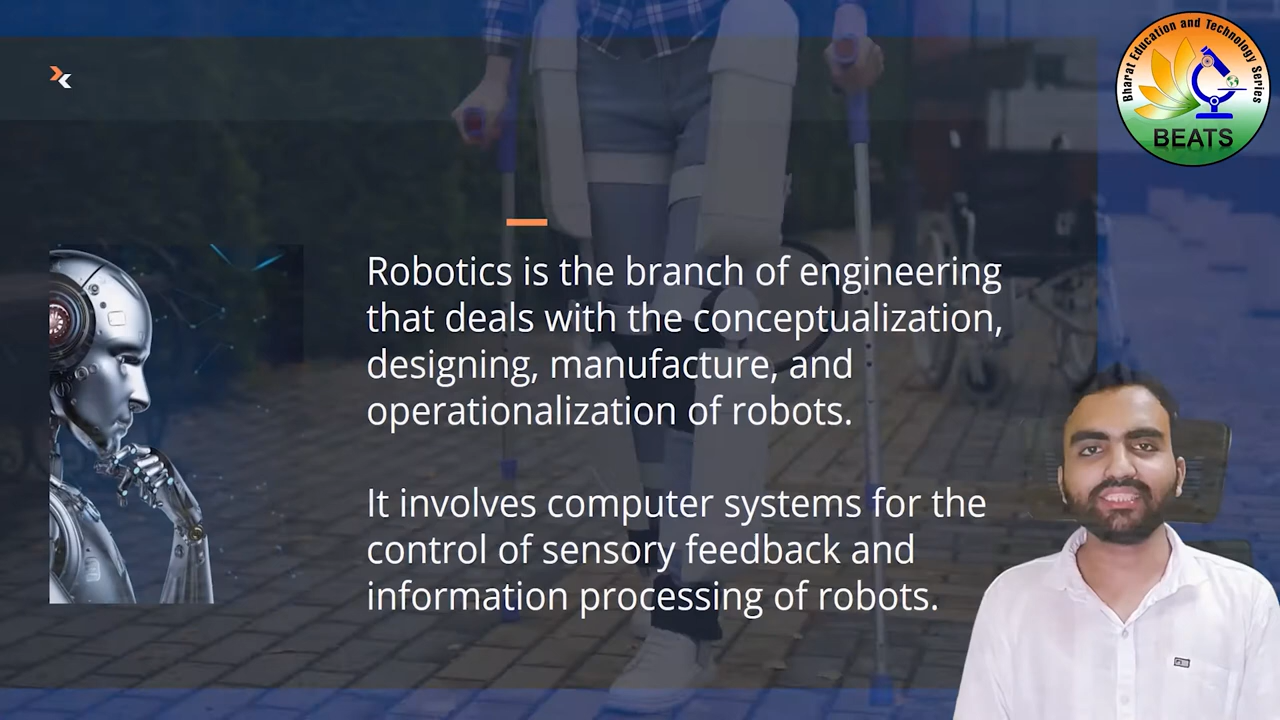 Bharat Education and Technology Series
BEATS
Robotics is the branch of engineering
that deals with the conceptualization,
designing, manufacture, and
operationalization of robots.
It involves computer systems for the
control of sensory feedback and
information processing of robots.